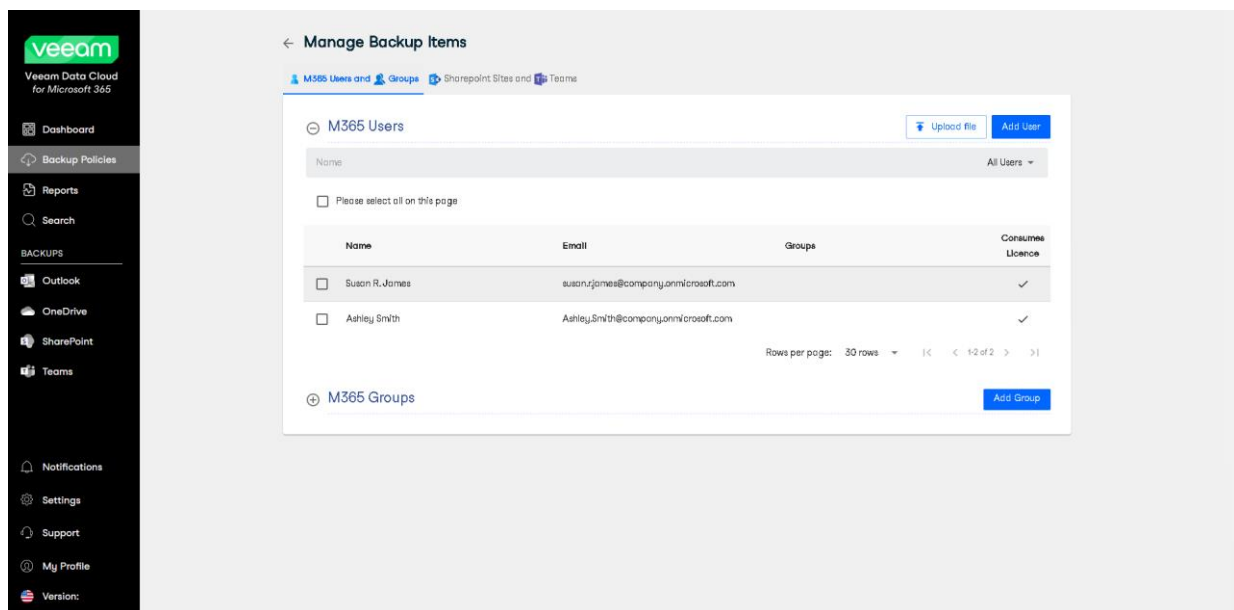 veeam
Veeam Data Cloud
for Microsoft 365
Dashboard
Backup Policies
Reports
Search
BACKUPS
Outlook
OneDrive
SharePoint
Teams
Notifications
Settings
Support
My Profile
Version:
← Manage Backup Items
M365 Users and Groups Sharepoint Sites and Teams
M365 Users
Upload file Add User
Name All Users
Please select all on this page
Name Email Groups Consumes
Licence
Susan R. James susan.rjames@company.onmicrosoft.com
Ashley Smith Ashley.Smith@company.onmicrosoft.com
Rows per page: 30 rows 1-2 of 2
M365 Groups Add Group